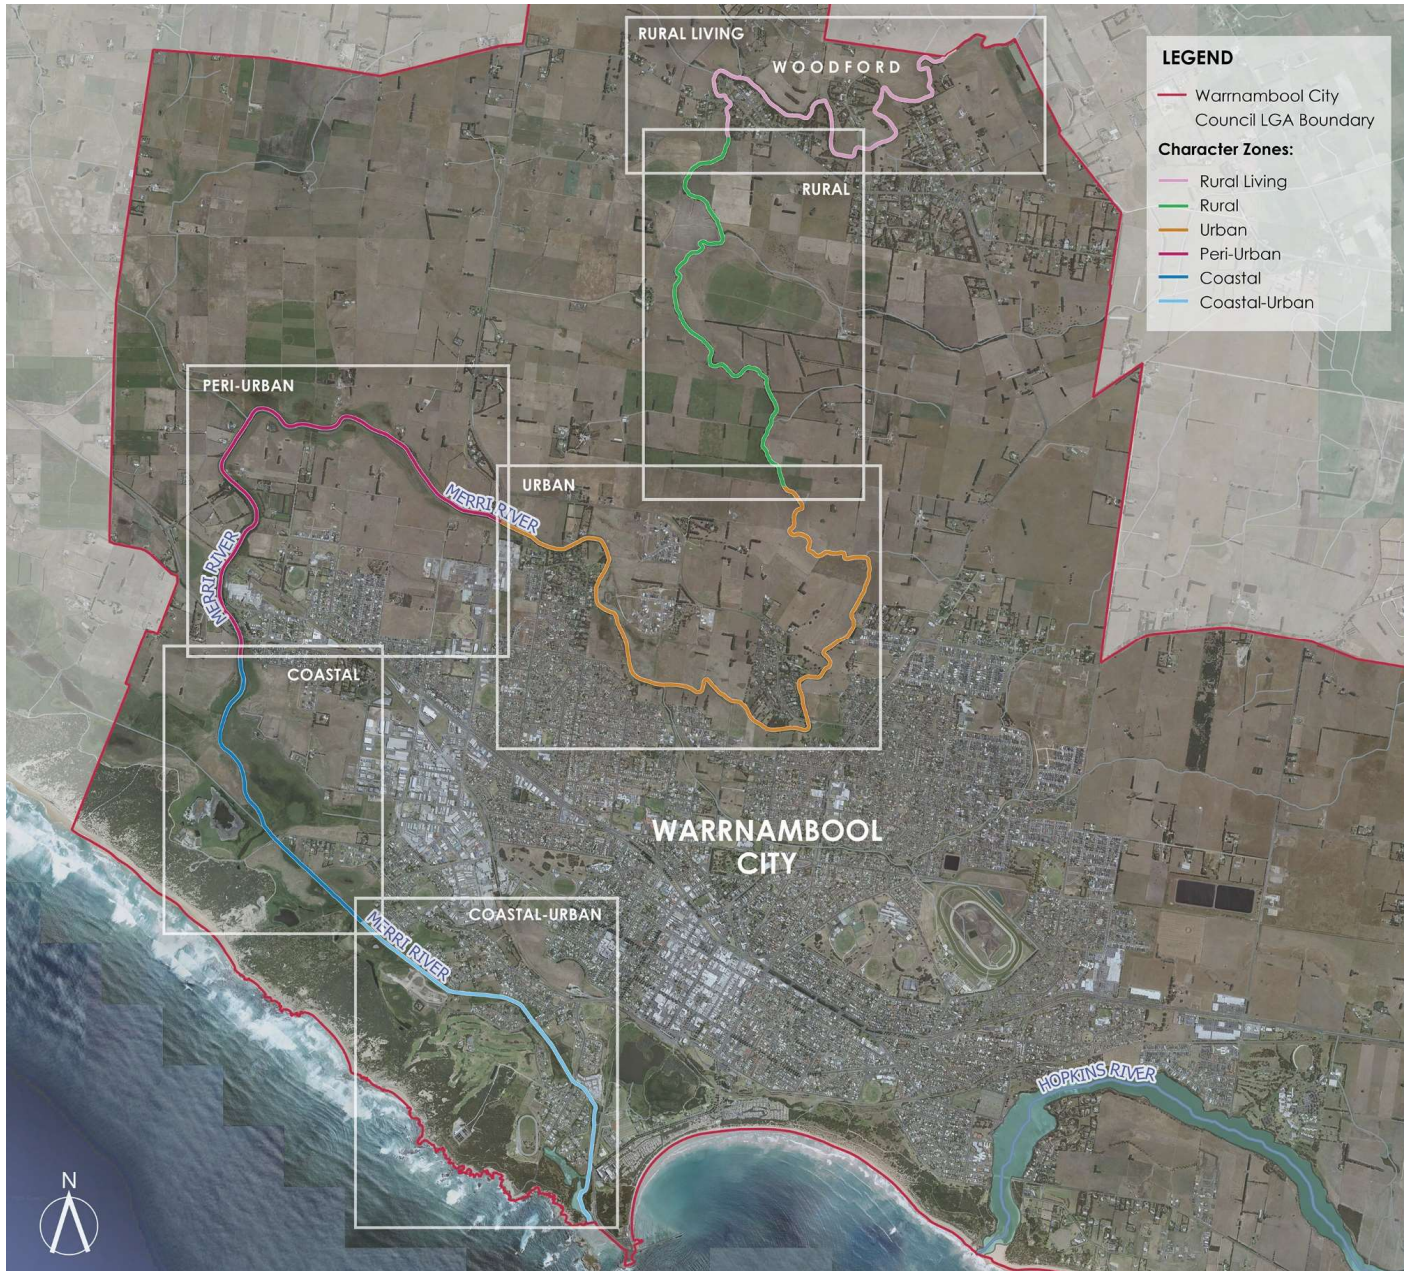 RURAL LIVING
WOODFORD
RURAL
LEGEND
Warrnambool City
Council LGA Boundary
Character Zones:
Rural Living
Rural
Urban
Peri-Urban
Coastal
Coastal-Urban
PERI-URBAN
MERRI RIVER
URBAN
MERRI RIVER
COASTAL
WARRNAMBOOL
CITY
COASTAL-URBAN
MERRI RIVER
HOPKINS RIVER
N